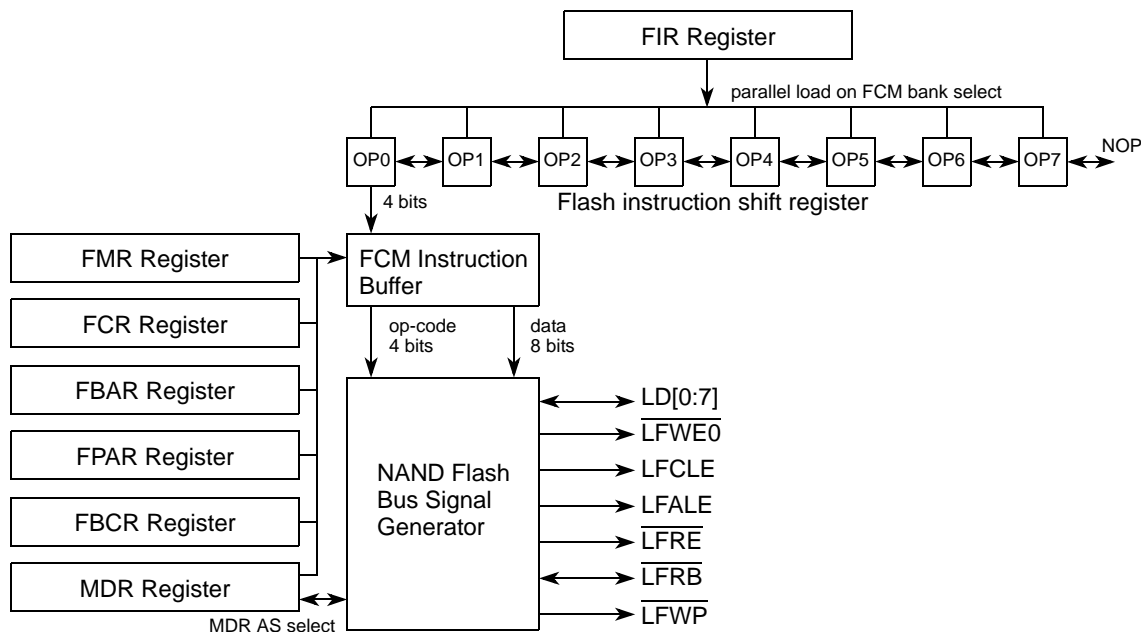 FIR Register
parallel load on FCM bank select
OP0 OP1 OP2 OP3 OP4 OP5 OP6 OP7 NOP
Flash instruction shift register
4 bits
FMR Register
FCM Instruction
Buffer
FCR Register
op-code
4 bits
data
8 bits
FBAR Register
FPAR Register
FBCR Register
MDR Register
MDR AS select
NAND Flash
Bus Signal
Generator
LD[0:7]
LFWE0
LFCLE
LFALE
LFRE
LFRB
LFWP